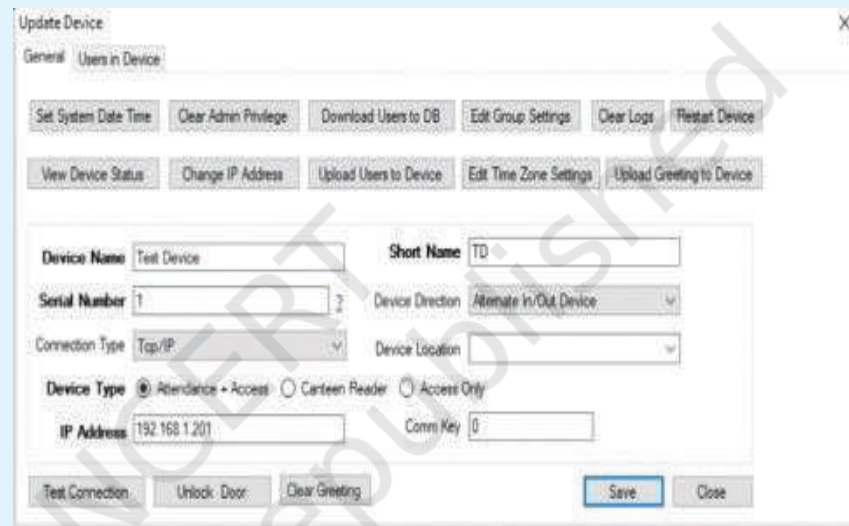 Update Device
General Users in Device
Set System Date Time Clear Admin Privilege Download Users to DB Edit Group Settings Clear Logs Restart Device
View Device Status Change IP Address Upload Users to Device Edit Time Zone Settings Upload Greeting to Device
Device Name Test Device Short Name TD
Serial Number 1 ? Device Direction Alternate In/Out Device
Connection Type Tcp/IP Device Location
Device Type Attendance + Access Canteen Reader Access Only
IP Address 192.168.1.201 Comm Key 0
Test Connection Unlock Door Clear Greeting Save Close
NCERT
republished